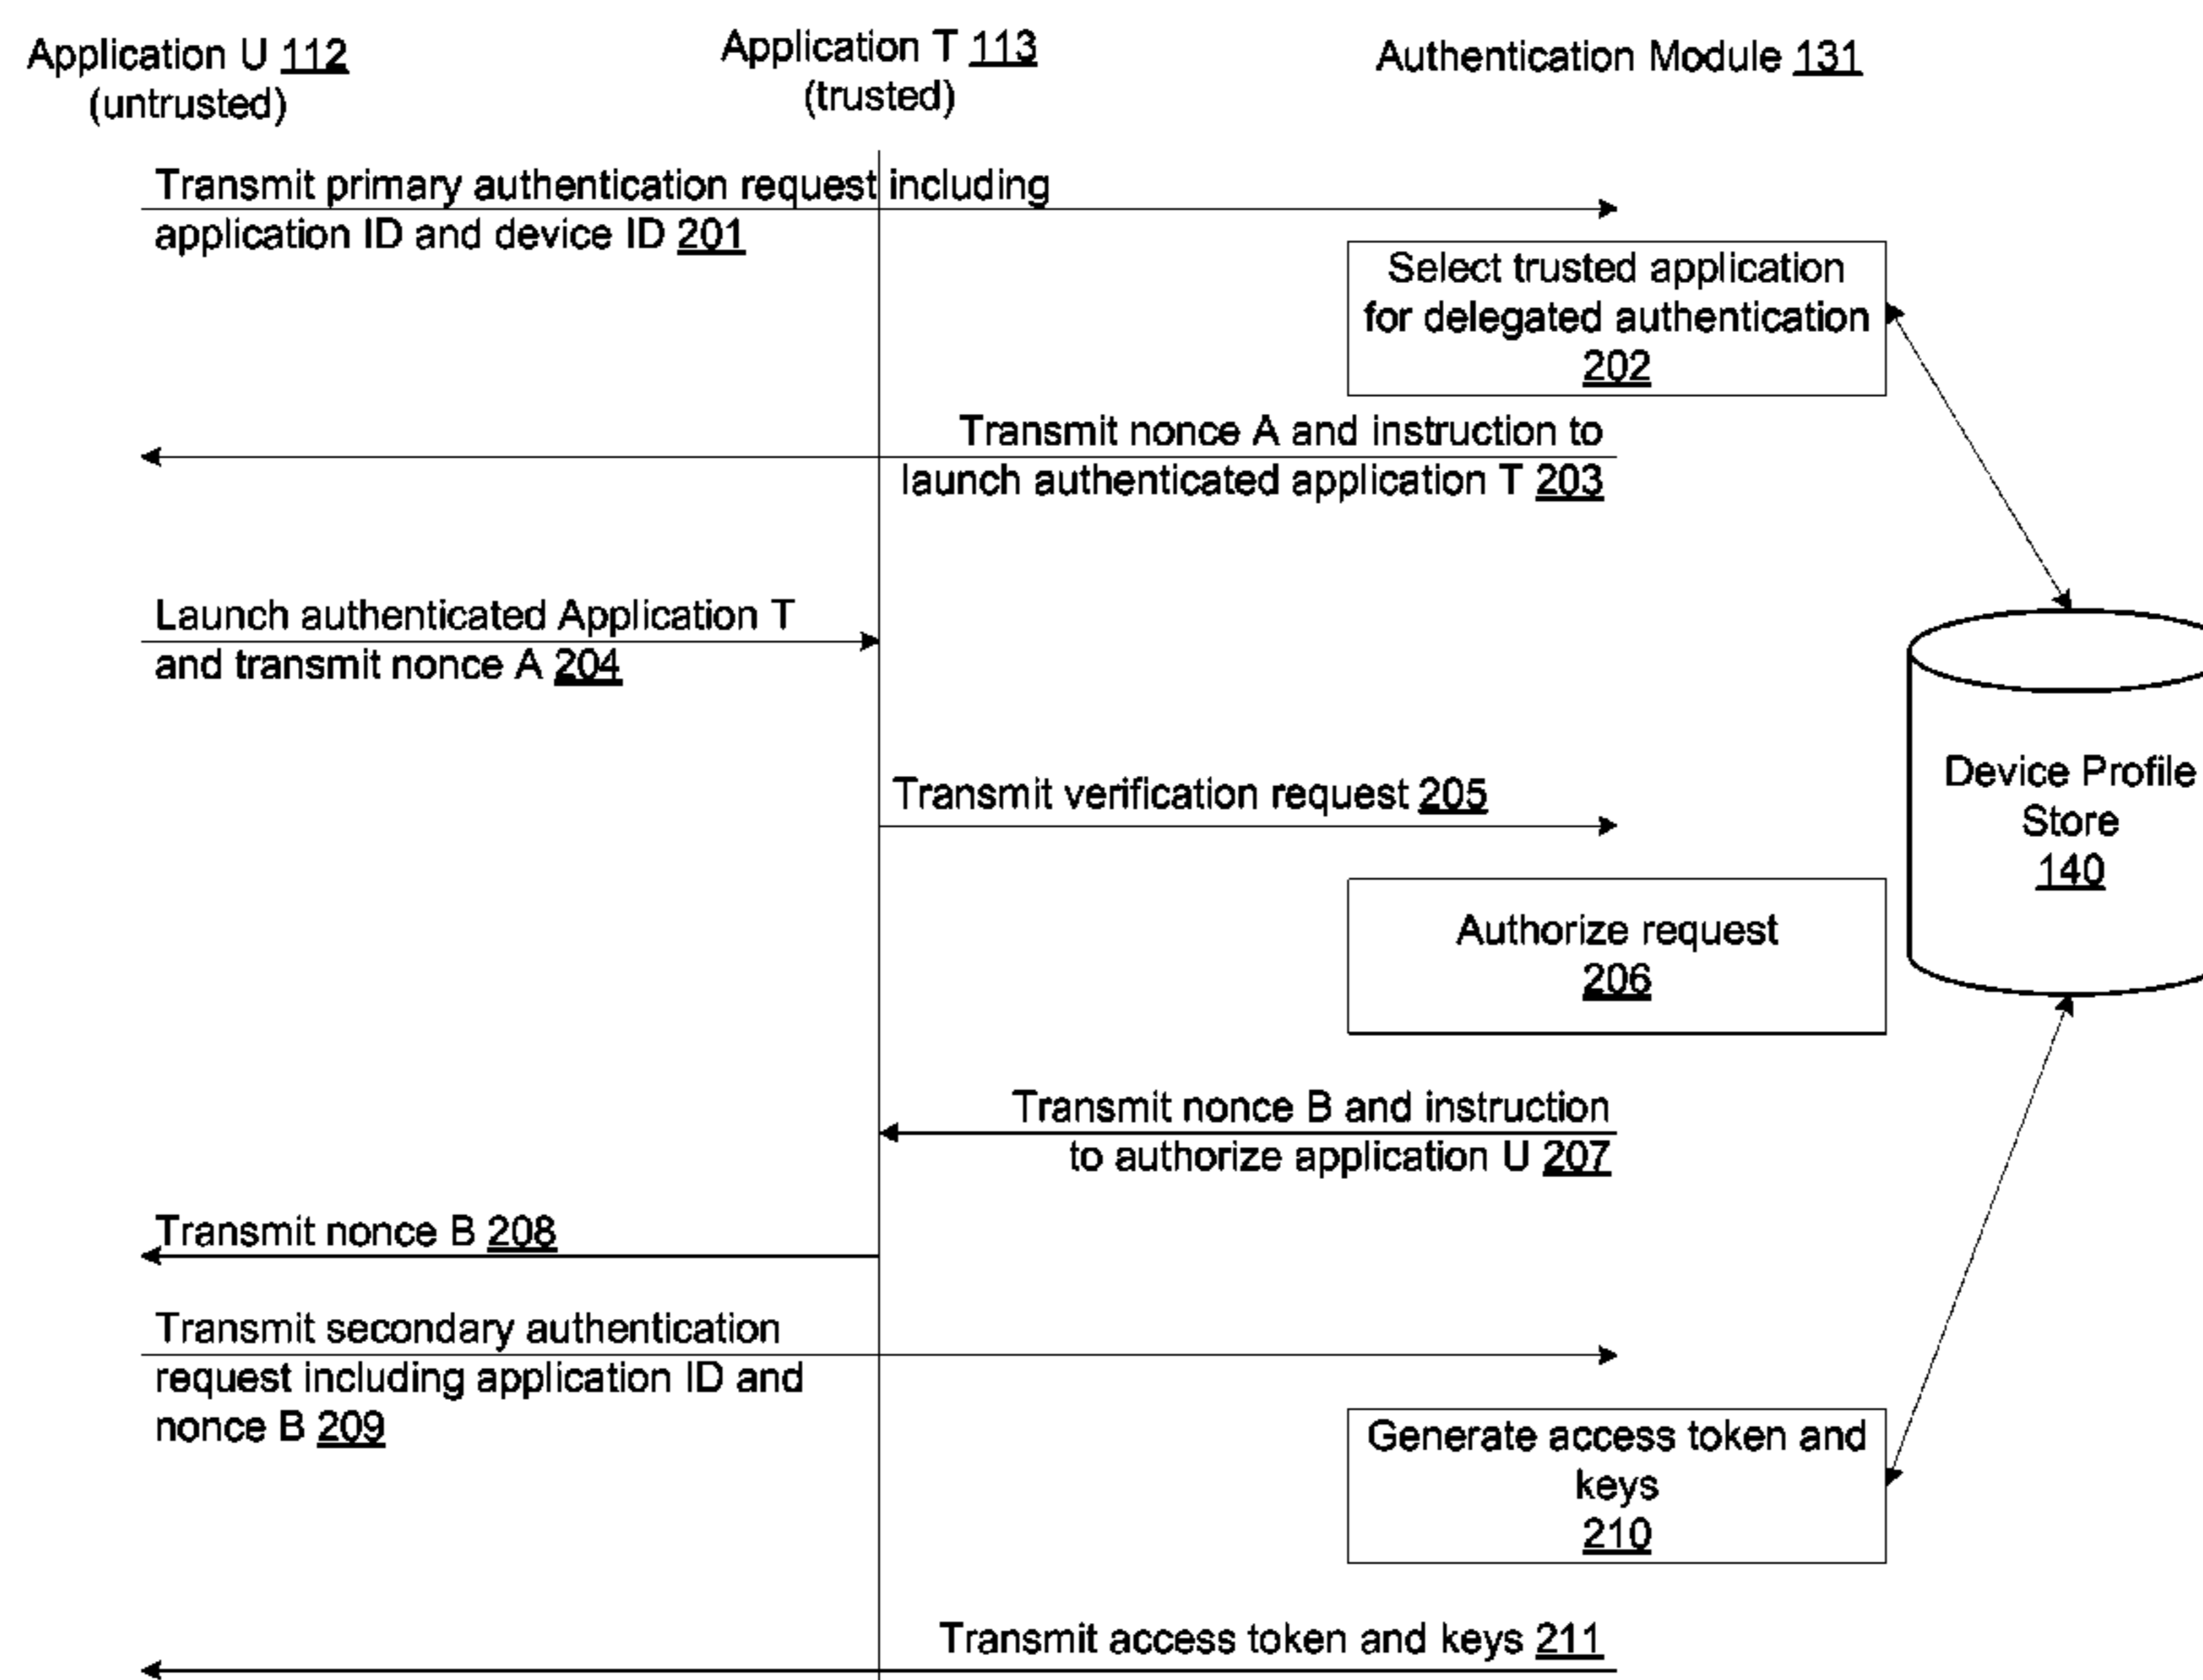 Application U 112
(untrusted)
Application T 113
(trusted)
Authentication Module 131
Transmit primary authentication request including
application ID and device ID 201
Select trusted application
for delegated authentication
202
Transmit nonce A and instruction to
launch authenticated application T 203
Launch authenticated Application T
and transmit nonce A 204
Transmit verification request 205
Device Profile
Store
140
Authorize request
206
Transmit nonce B and instruction
to authorize application U 207
Transmit nonce B 208
Transmit secondary authentication
request including application ID and
nonce B 209
Generate access token and
keys
210
Transmit access token and keys 211